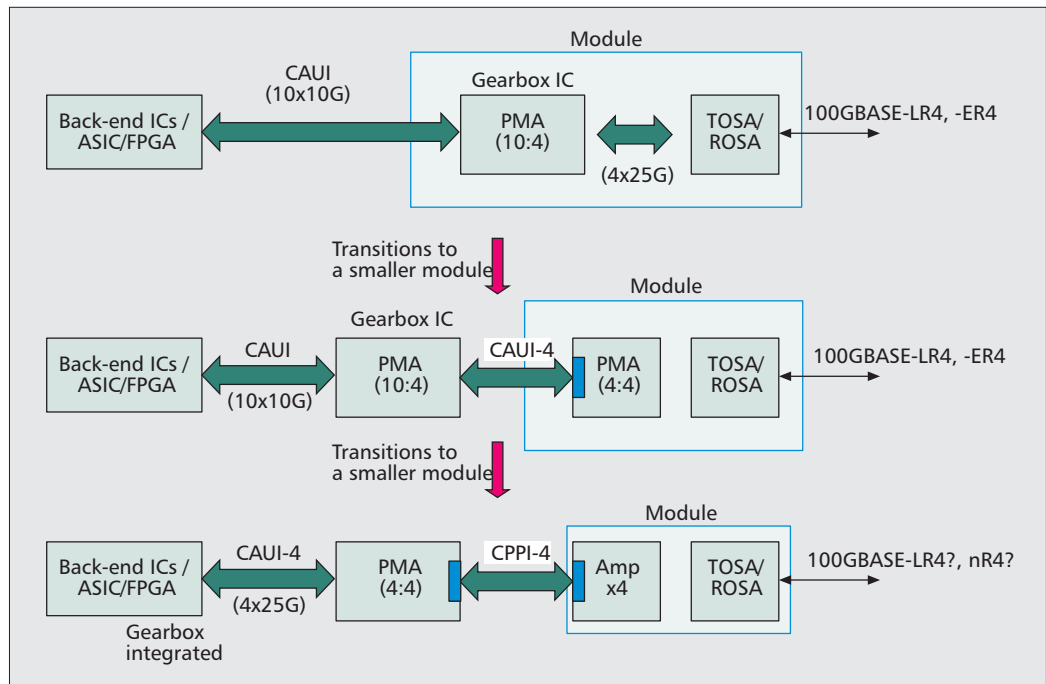 Module
CAUI
(10x10G)
Gearbox IC
Back-end ICs /
ASIC/FPGA
PMA
(10:4)
(4x25G)
TOSA/
ROSA
100GBASE-LR4, -ER4
Transitions to
a smaller module
Module
Gearbox IC
Back-end ICs /
ASIC/FPGA
CAUI
(10x10G)
PMA
(10:4)
CAUI-4
PMA
(4:4)
TOSA/
ROSA
100GBASE-LR4, -ER4
Transitions to
a smaller module
Module
Back-end ICs /
ASIC/FPGA
CAUI-4
(4x25G)
PMA
(4:4)
CPPI-4
Amp
x4
TOSA/
ROSA
100GBASE-LR4?, nR4?
Gearbox
integrated